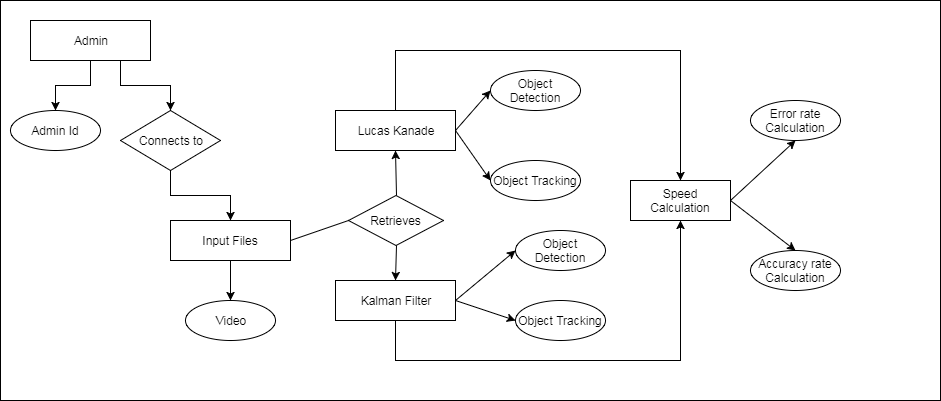 Admin
Admin Id
Connects to
Input Files
Video
Retrieves
Lucas Kanade
Object
Detection
Object Tracking
Kalman Filter
Object
Detection
Object Tracking
Speed
Calculation
Error rate
Calculation
Accuracy rate
Calculation